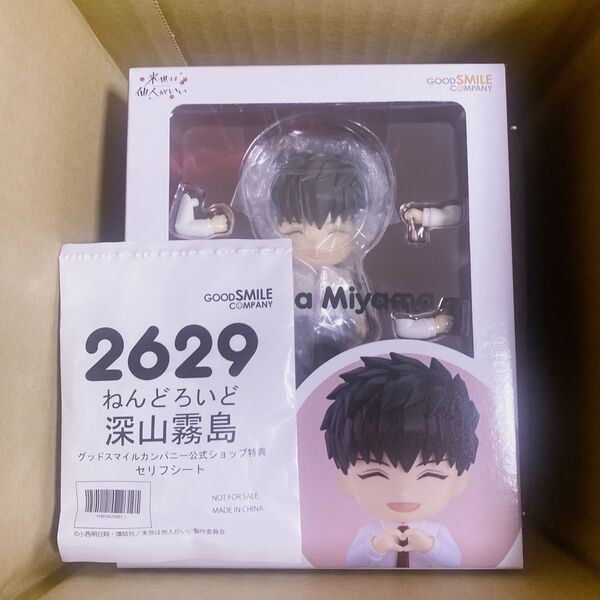 来世は
他人がいい
GOODSMILE
COMPANY
a Miyama
GOODSMILE
COMPANY
2629
ねんどろいど
深山霧島
グッドスマイルカンパニー公式ショップ特典
セリフシート
NOT FOR SALE
MADE IN CHINA
©小西明日翔・講談社／来世は他人がいい製作委員会